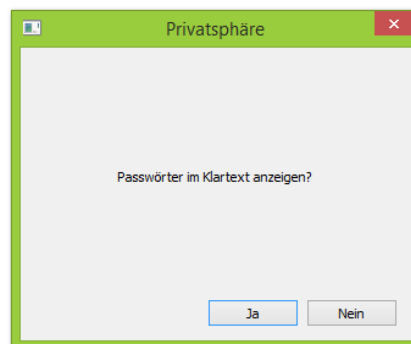 Privatsphäre
Passwörter im Klartext anzeigen?
Ja
Nein